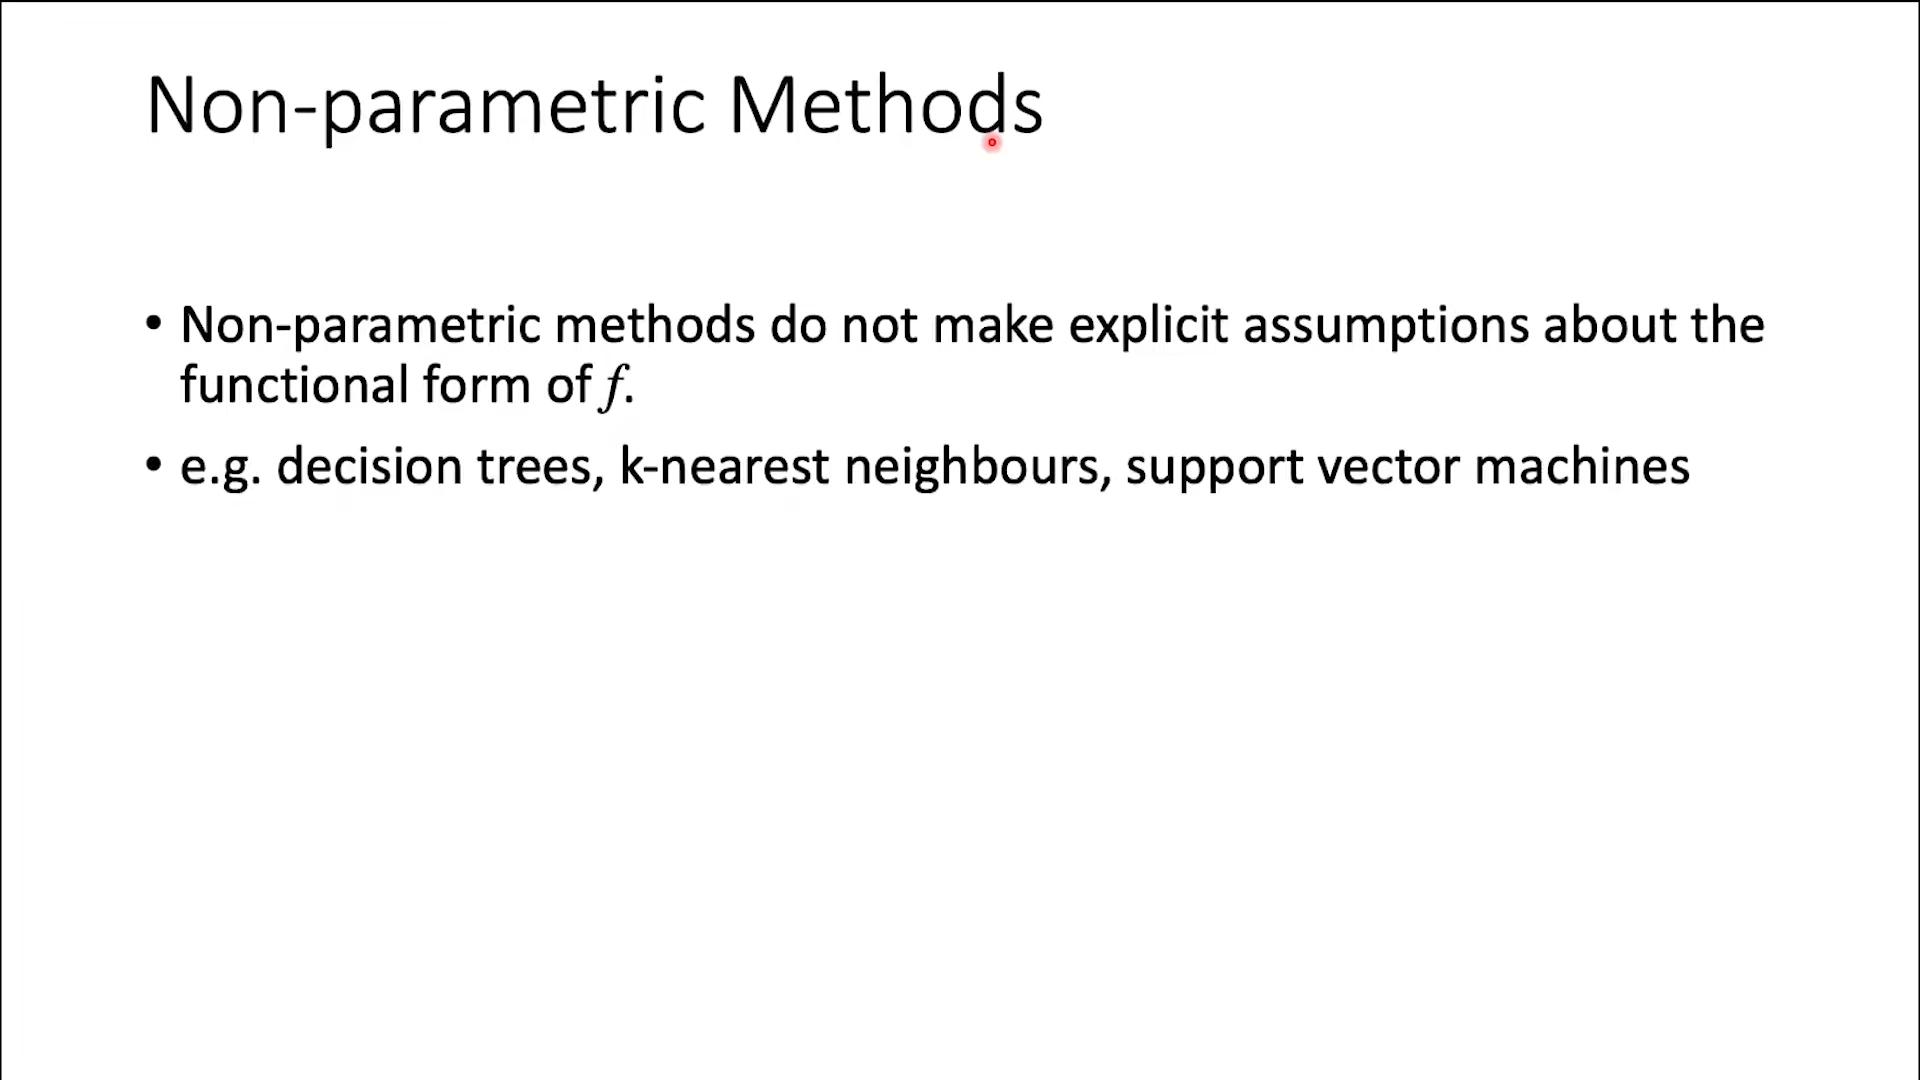 Non-parametric Methods
• Non-parametric methods do not make explicit assumptions about the
functional form of f.
• e.g. decision trees, k-nearest neighbours, support vector machines